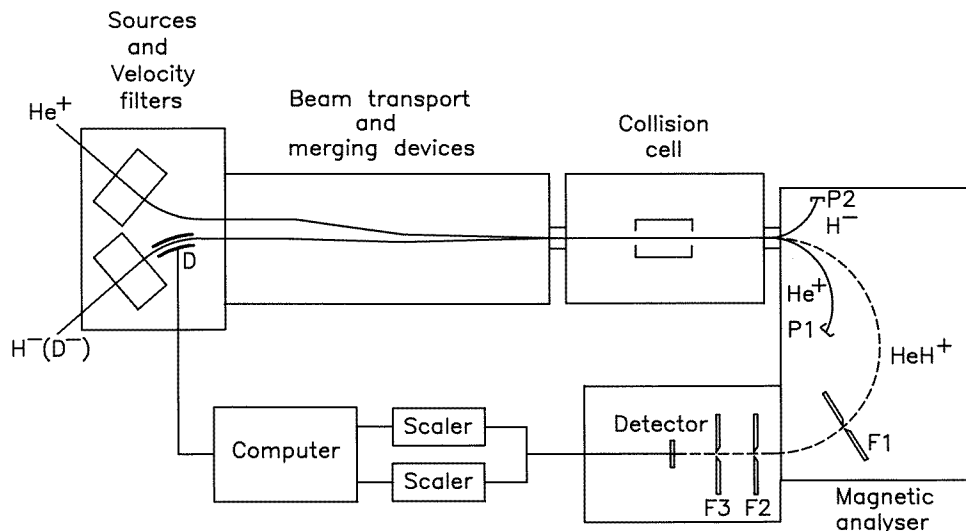 Sources
and
Velocity
filters
He⁺
Beam transport
and
merging devices
Collision
cell
P2
H⁻
D
He⁺
P1
H⁻(D⁻)
HeH⁺
Computer
Scaler
Scaler
Detector
F1
F3
F2
Magnetic
analyser